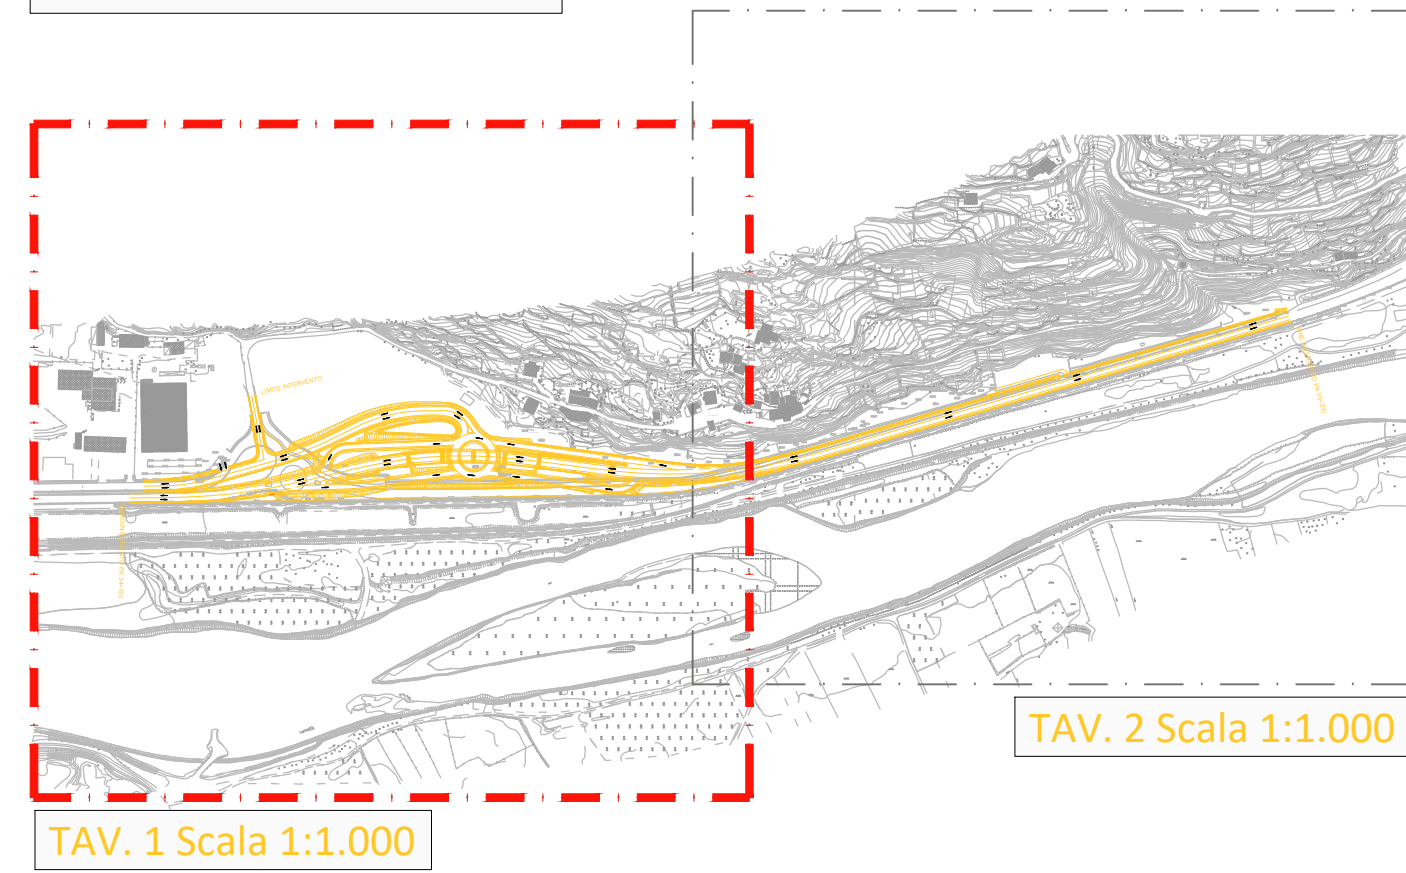 LIMITE INTERVENTO
TAV. 2 Scala 1:1.000
TAV. 1 Scala 1:1.000